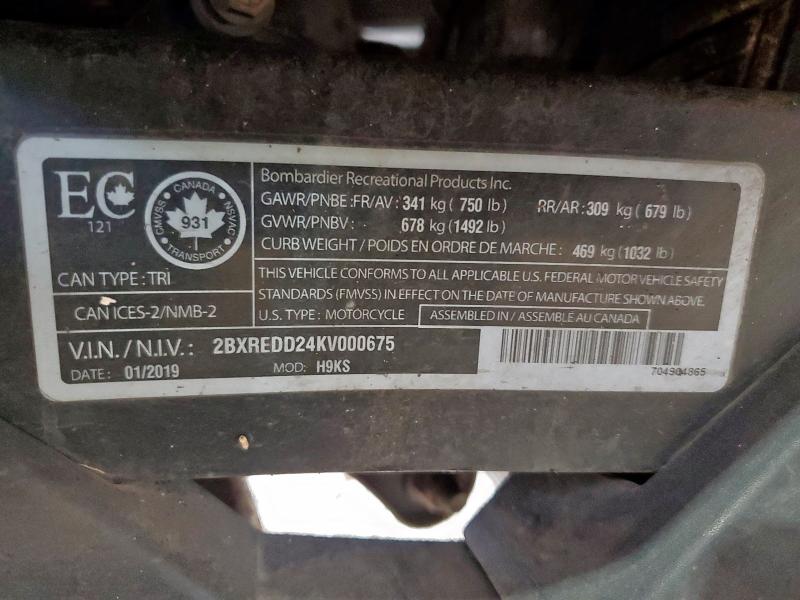 EC
121
CANADA
CMVSS
NSVAC
931
TRANSPORT
CAN TYPE : TRI
CAN ICES-2/NMB-2
Bombardier Recreational Products Inc.
GAWR/PNBE : FR/AV : 341 kg ( 750 lb) RR/AR : 309 kg ( 679 lb)
GVWR/PNBV : 678 kg (1492 lb)
CURB WEIGHT / POIDS EN ORDRE DE MARCHE : 469 kg (1032 lb)
THIS VEHICLE CONFORMS TO ALL APPLICABLE U.S. FEDERAL MOTOR VEHICLE SAFETY
STANDARDS (FMVSS) IN EFFECT ON THE DATE OF MANUFACTURE SHOWN ABOVE.
U.S. TYPE : MOTORCYCLE ASSEMBLED IN / ASSEMBLE AU CANADA
V.I.N. / N.I.V. : 2BXREDD24KV000675
DATE : 01/2019 MOD: H9KS
704904865